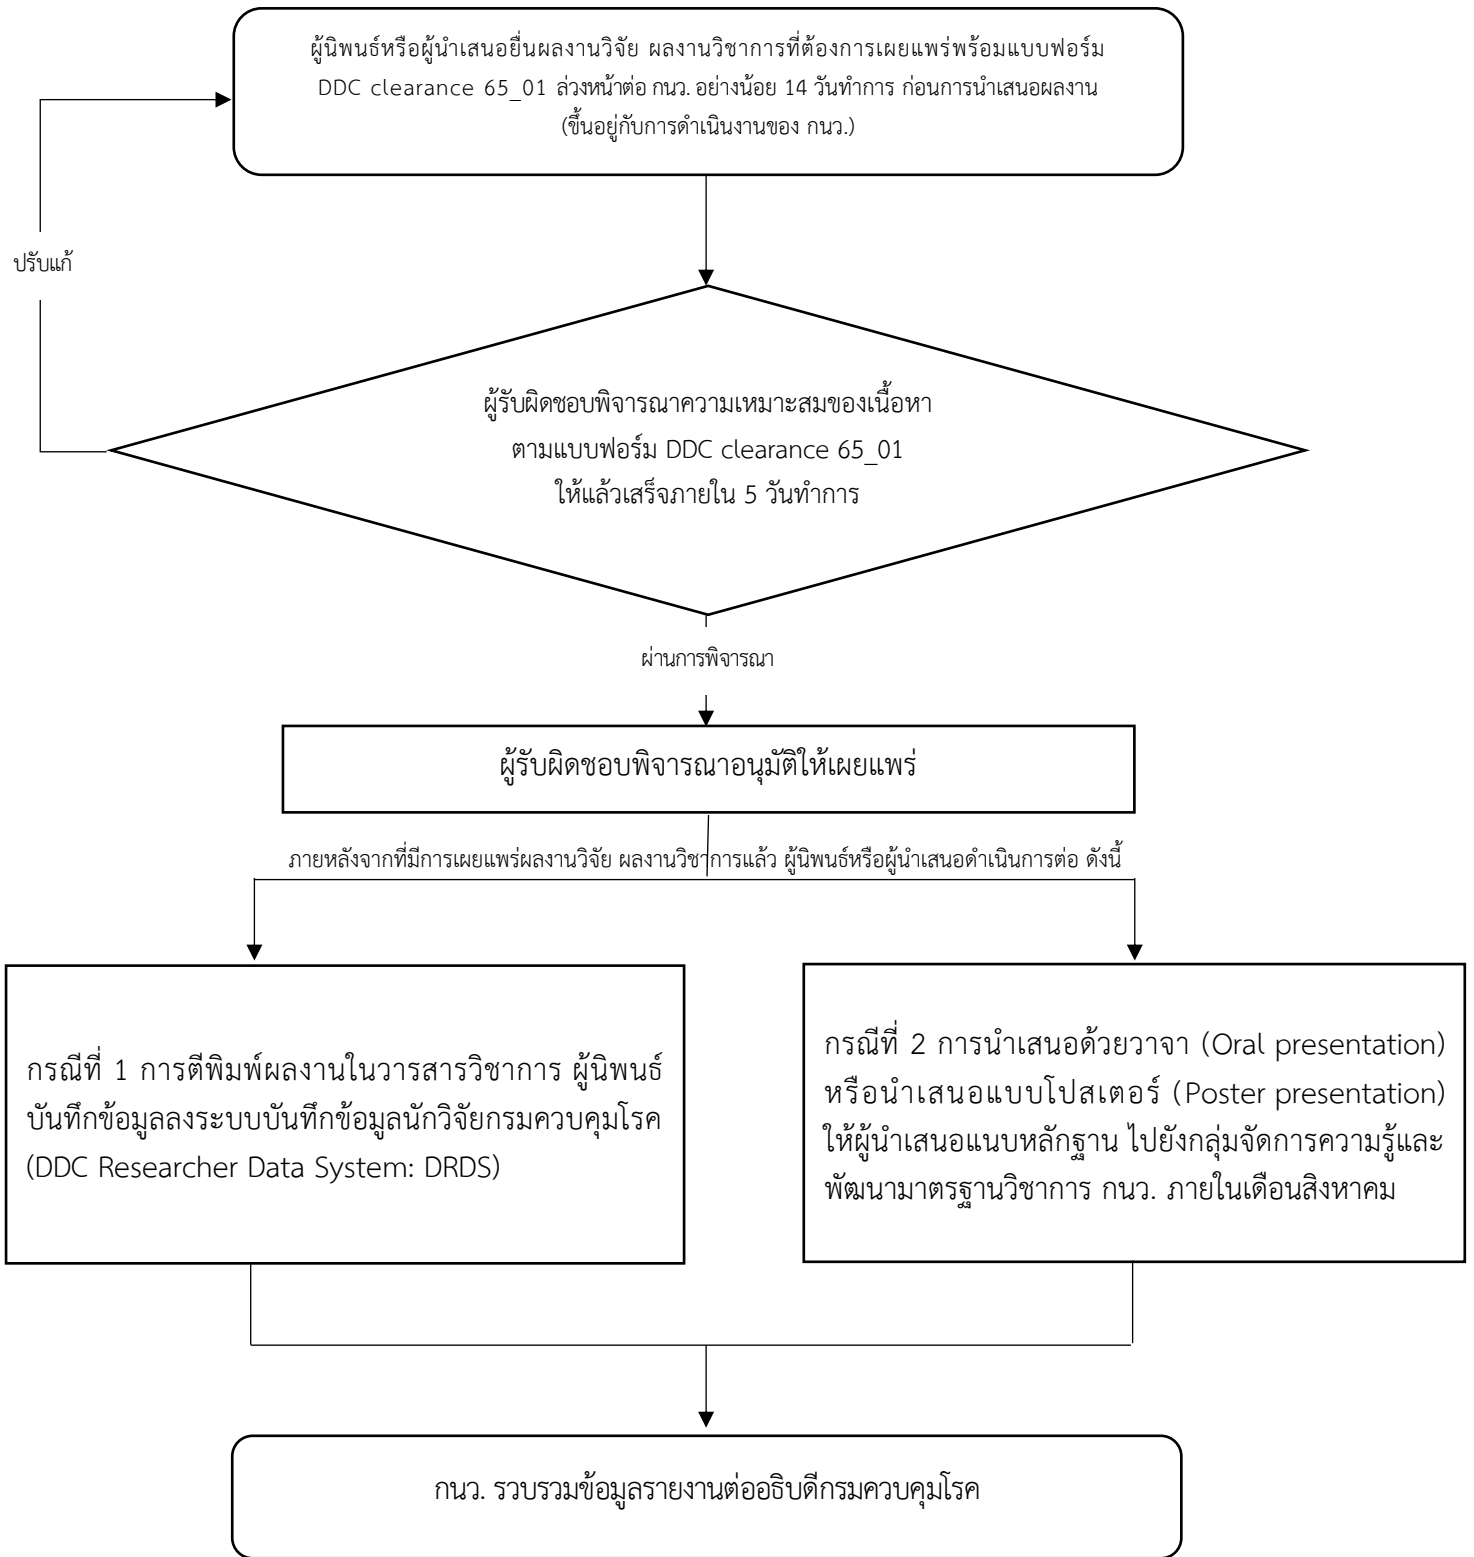 ผู้นิพนธ์หรือผู้นำเสนอยื่นผลงานวิจัย ผลงานวิชาการที่ต้องการเผยแพร่พร้อมแบบฟอร์ม
DDC clearance 65_01 ล่วงหน้าต่อ กนว. อย่างน้อย 14 วันทำการ ก่อนการนำเสนอผลงาน
(ขึ้นอยู่กับการดำเนินงานของ กนว.)
ปรับแก้
ผู้รับผิดชอบพิจารณาความเหมาะสมของเนื้อหา
ตามแบบฟอร์ม DDC clearance 65_01
ให้แล้วเสร็จภายใน 5 วันทำการ
ผ่านการพิจารณา
ผู้รับผิดชอบพิจารณาอนุมัติให้เผยแพร่
ภายหลังจากที่มีการเผยแพร่ผลงานวิจัย ผลงานวิชาการแล้ว ผู้นิพนธ์หรือผู้นำเสนอดำเนินการต่อ ดังนี้
กรณีที่ 1 การตีพิมพ์ผลงานในวารสารวิชาการ ผู้นิพนธ์
บันทึกข้อมูลลงระบบบันทึกข้อมูลนักวิจัยกรมควบคุมโรค
(DDC Researcher Data System: DRDS)
กรณีที่ 2 การนำเสนอด้วยวาจา (Oral presentation)
หรือนำเสนอแบบโปสเตอร์ (Poster presentation)
ให้ผู้นำเสนอแนบหลักฐาน ไปยังกลุ่มจัดการความรู้และ
พัฒนามาตรฐานวิชาการ กนว. ภายในเดือนสิงหาคม
กนว. รวบรวมข้อมูลรายงานต่ออธิบดีกรมควบคุมโรค